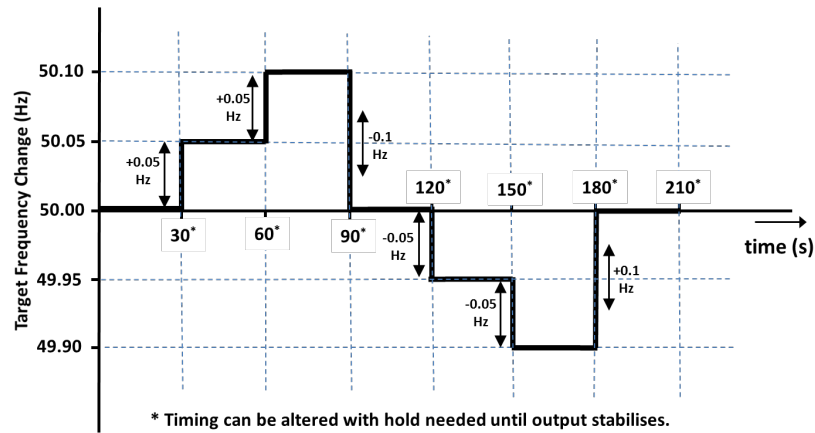 Target Frequency Change (Hz)
50.10
50.05
50.00
49.95
49.90
+0.05
Hz
+0.05
Hz
-0.1
Hz
30*
60*
90*
120*
150*
180*
210*
-0.05
Hz
-0.05
Hz
+0.1
Hz
time (s)
* Timing can be altered with hold needed until output stabilises.